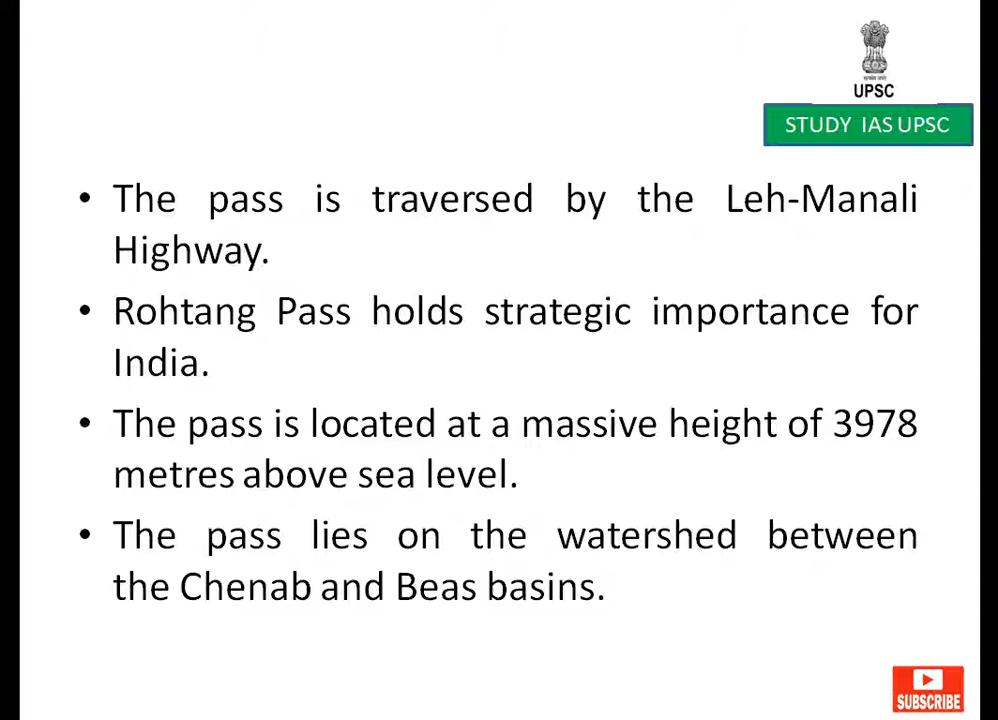 UPSC
STUDY IAS UPSC
• The pass is traversed by the Leh-Manali
Highway.
• Rohtang Pass holds strategic importance for
India.
• The pass is located at a massive height of 3978
metres above sea level.
• The pass lies on the watershed between
the Chenab and Beas basins.
SUBSCRIBE